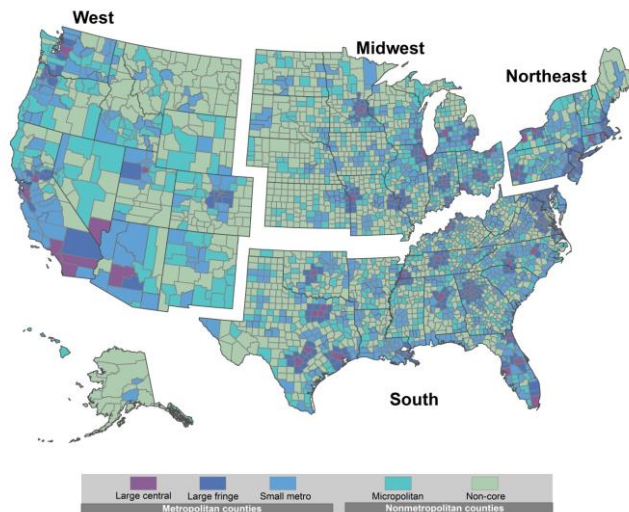 West
Midwest
Northeast
South
Large central Large fringe Small metro Micropolitan Non-core
Metropolitan counties Nonmetropolitan counties